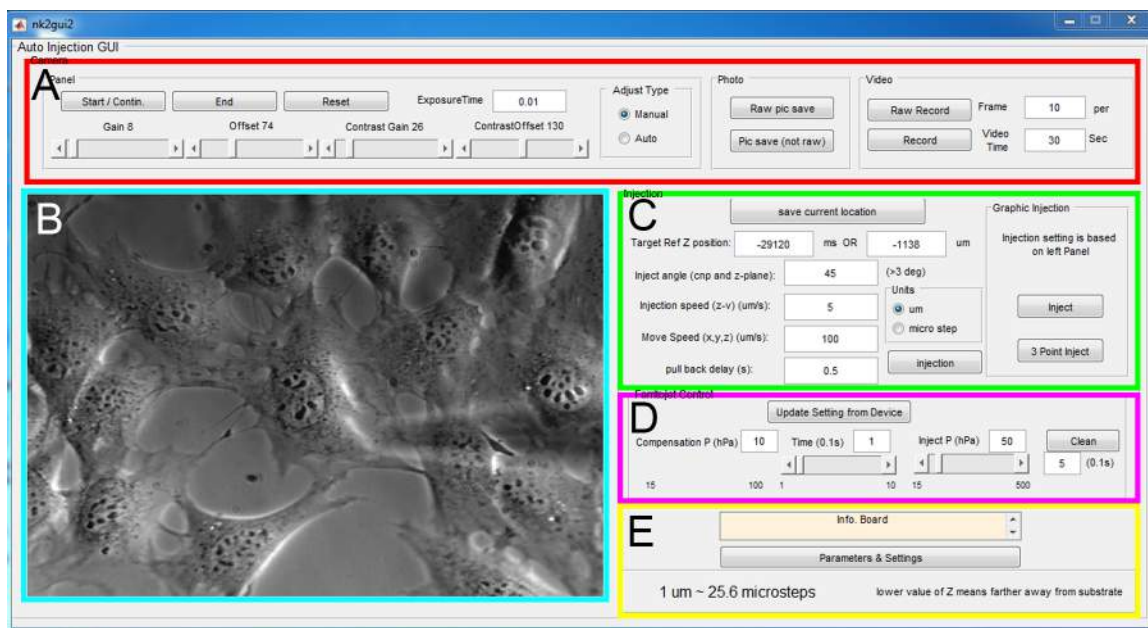 nk2gui2
Auto Injection GUI
Camera
A
Panel
Start / Contin.
End
Reset
ExposureTime
0.01
Gain 8
Offset 74
Contrast Gain 26
ContrastOffset 130
Adjust Type
Manual
Auto
Photo
Raw pic save
Pic save (not raw)
Video
Raw Record
Frame
10
per
Record
Video
Time
30
Sec
B
Injection
C
save current location
Target Ref Z position:
-29120
ms OR
-1138
um
Inject angle (cnp and z-plane):
45
(>3 deg)
Injection speed (z-v) (um/s):
5
Units
um
micro step
Move Speed (x,y,z) (um/s):
100
pull back delay (s):
0.5
injection
Graphic Injection
Injection setting is based
on left Panel
Inject
3 Point Inject
D
Femtojet Control
Update Setting from Device
Compensation P (hPa)
10
Time (0.1s)
1
Inject P (hPa)
50
Clean
5
(0.1s)
15
100
1
10
15
500
E
Info. Board
Parameters & Settings
1 um ~ 25.6 microsteps
lower value of Z means farther away from substrate